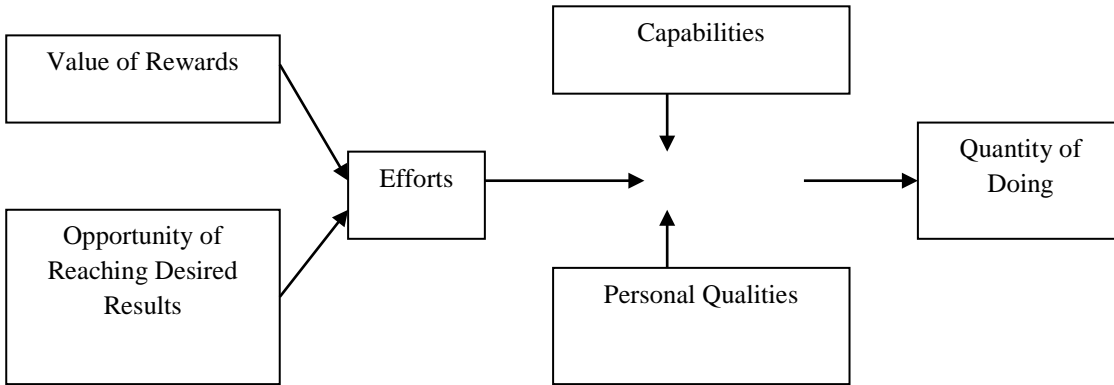 Value of Rewards
Opportunity of
Reaching Desired
Results
Efforts
Capabilities
Personal Qualities
Quantity of
Doing